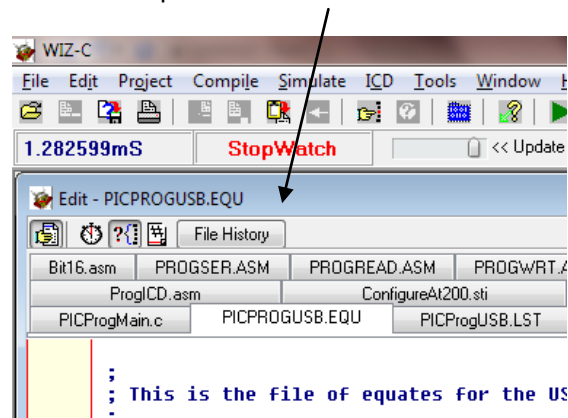 WIZ-C
File Edit Project Compile Simulate ICD Tools Window
1.282599mS StopWatch << Update
Edit - PICPROGUSB.EQU
File History
Bit16.asm PROGSER.ASM PROGREAD.ASM PROGWRT.A
ProgICD.asm ConfigureAt200.sti
PICProgMain.c PICPROGUSB.EQU PICProgUSB.LST
;
; This is the file of equates for the US
;